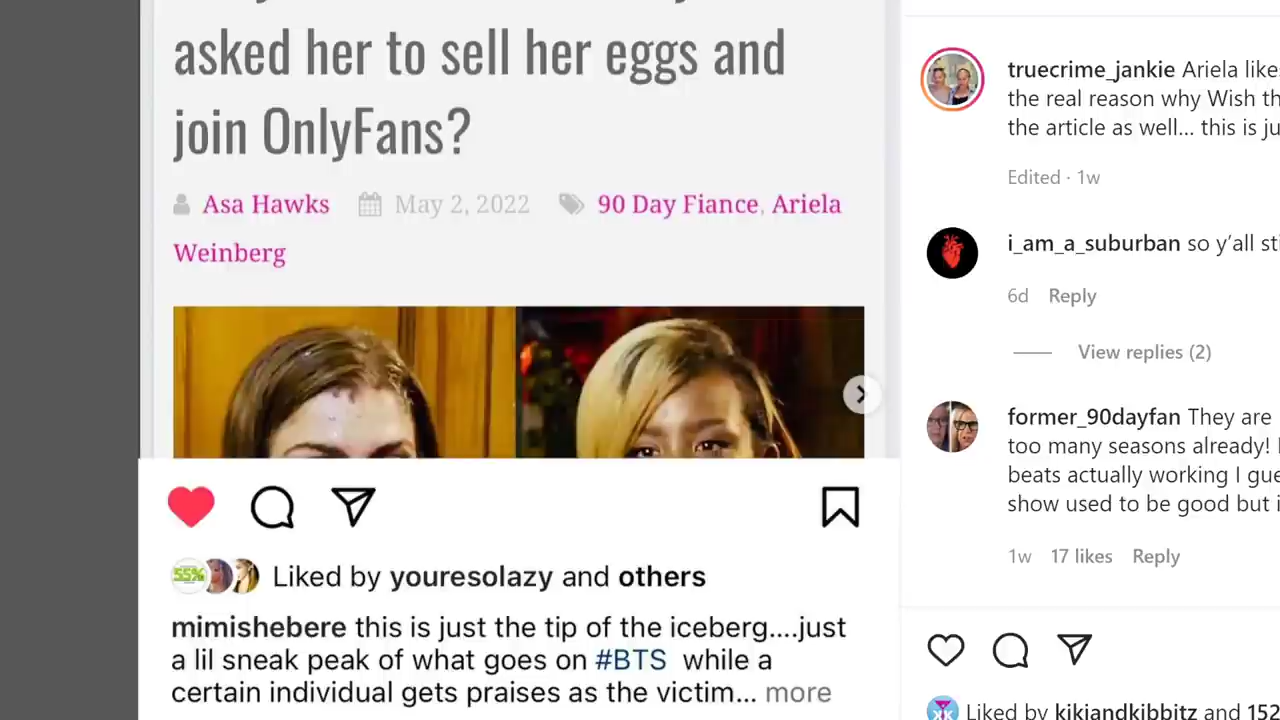 asked her to sell her eggs and
join OnlyFans?
Asa Hawks May 2, 2022 90 Day Fiance, Ariela
Weinberg
55%
Liked by youresolazy and others
mimishebere this is just the tip of the iceberg....just
a lil sneak peak of what goes on #BTS while a
certain individual gets praises as the victim... more
truecrime_jankie Ariela like
the real reason why Wish th
the article as well... this is ju
Edited · 1w
i_am_a_suburban so y'all sti
6d Reply
View replies (2)
former_90dayfan They are
too many seasons already!
beats actually working I gue
show used to be good but i
1w 17 likes Reply
Liked by kikiandkibbitz and 152